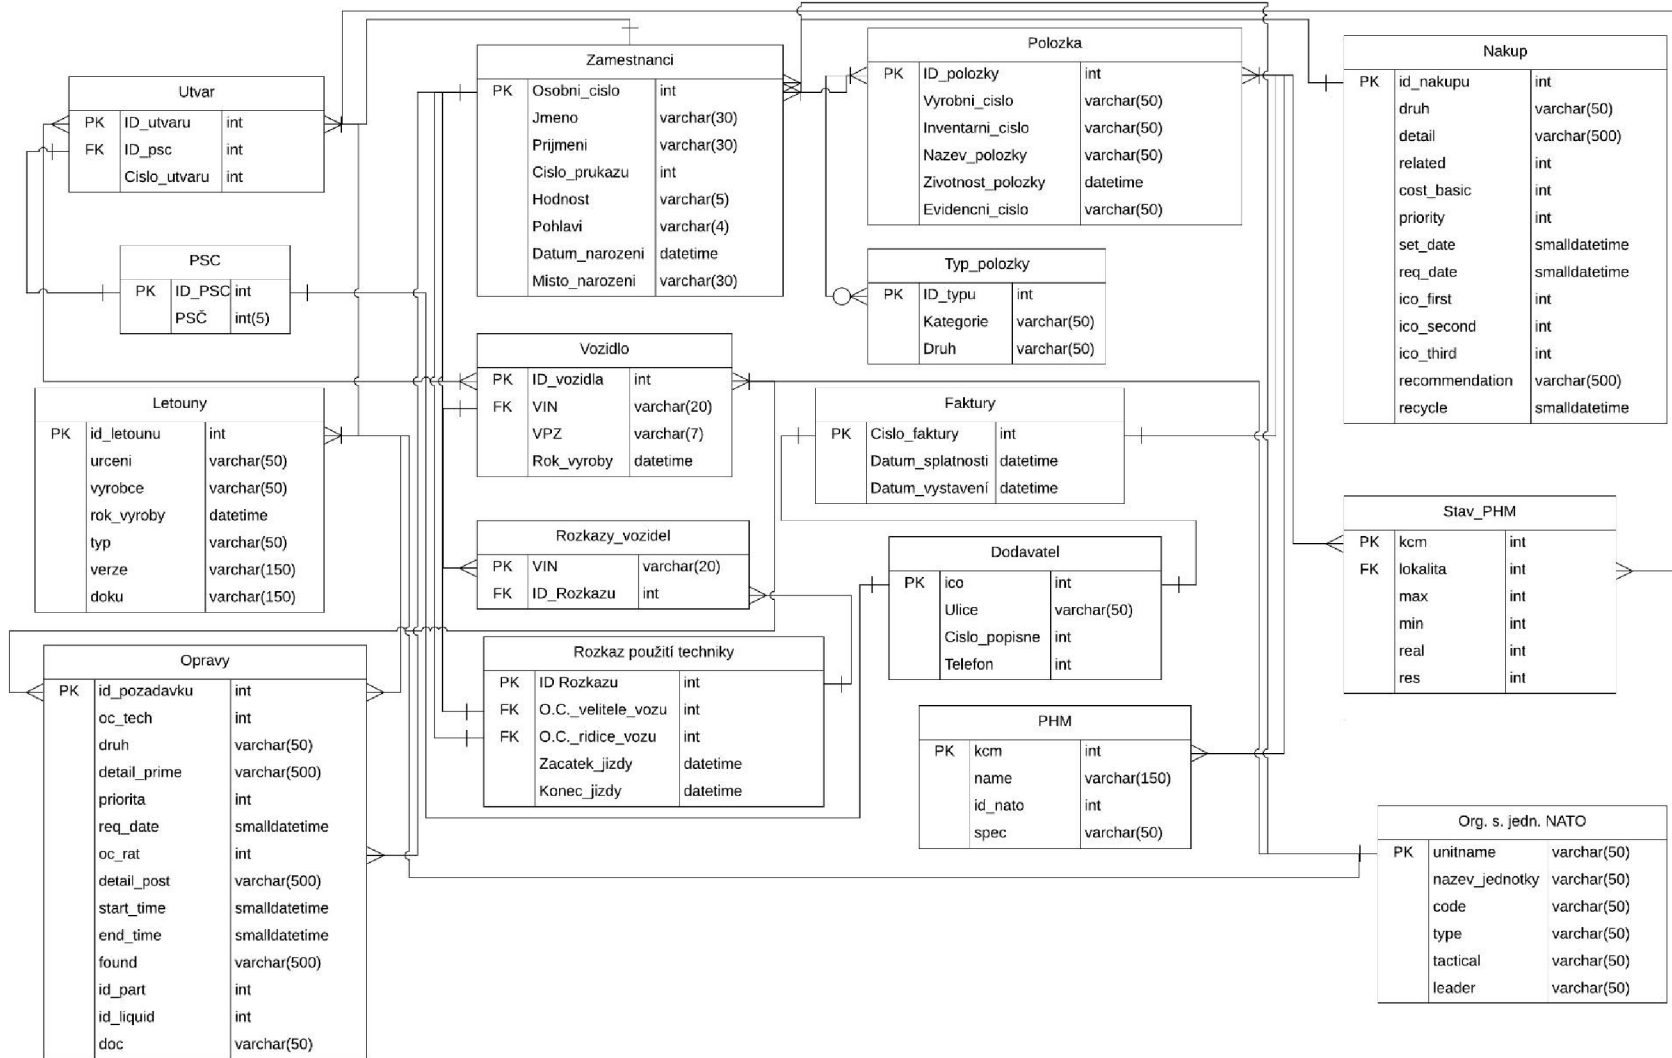 Utvar
PK ID_utvaru int
FK ID_psc int
Cislo_utvaru int
PSC
PK ID_PSC int
PSČ int(5)
Letouny
PK id_letounu int
urceni varchar(50)
vyrobce varchar(50)
rok_vyroby datetime
typ varchar(50)
verze varchar(150)
doku varchar(150)
Opravy
PK id_pozadavku int
oc_tech int
druh varchar(50)
detail_prime varchar(500)
priorita int
req_date smalldatetime
oc_rat int
detail_post varchar(500)
start_time smalldatetime
end_time smalldatetime
found varchar(500)
id_part int
id_liquid int
doc varchar(50)
Zamestnanci
PK Osobni_cislo int
Jmeno varchar(30)
Prijmeni varchar(30)
Cislo_prukazu int
Hodnost varchar(5)
Pohlavi varchar(4)
Datum_narozeni datetime
Misto_narozeni varchar(30)
Vozidlo
PK ID_vozidla int
FK VIN varchar(20)
VPZ varchar(7)
Rok_vyroby datetime
Rozkazy_vozidel
PK VIN varchar(20)
FK ID_Rozkazu int
Rozkaz použití techniky
PK ID Rozkazu int
FK O.C._velitele_vozu int
FK O.C._ridice_vozu int
Zacatek_jizdy datetime
Konec_jizdy datetime
Polozka
PK ID_polozky int
Vyrobni_cislo varchar(50)
Inventarni_cislo varchar(50)
Nazev_polozky varchar(50)
Zivotnost_polozky datetime
Evidencni_cislo varchar(50)
Typ_polozky
PK ID_typu int
Kategorie varchar(50)
Druh varchar(50)
Faktury
PK Cislo_faktury int
Datum_splatnosti datetime
Datum_vystavení datetime
Dodavatel
PK ico int
Ulice varchar(50)
Cislo_popisne int
Telefon int
PHM
PK kcm int
name varchar(150)
id_nato int
spec varchar(50)
Nakup
PK id_nakupu int
druh varchar(50)
detail varchar(500)
related int
cost_basic int
priority int
set_date smalldatetime
req_date smalldatetime
ico_first int
ico_second int
ico_third int
recommendation varchar(500)
recycle smalldatetime
Stav_PHM
PK kcm int
FK lokalita int
max int
min int
real int
res int
Org. s. jedn. NATO
PK unitname varchar(50)
nazev_jednotky varchar(50)
code varchar(50)
type varchar(50)
tactical varchar(50)
leader varchar(50)